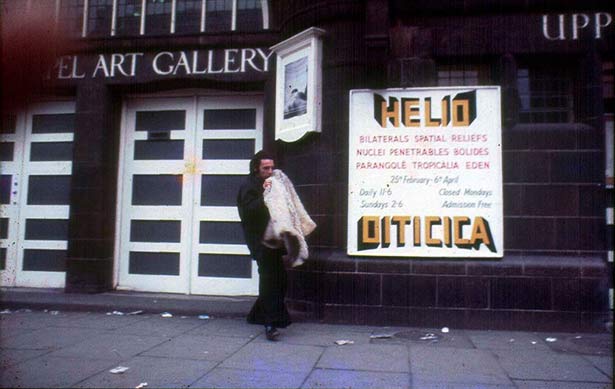 PEL ART GALLERY
UPP
HELIO
BILATERALS SPATIAL RELIEFS
NUCLEI PENETRABLES BOLIDES
PARANGOLÉ TROPICALIA EDEN
25th February - 6th April
Daily 11-6 Closed Mondays
Sundays 2-6 Admission Free
OITICICA